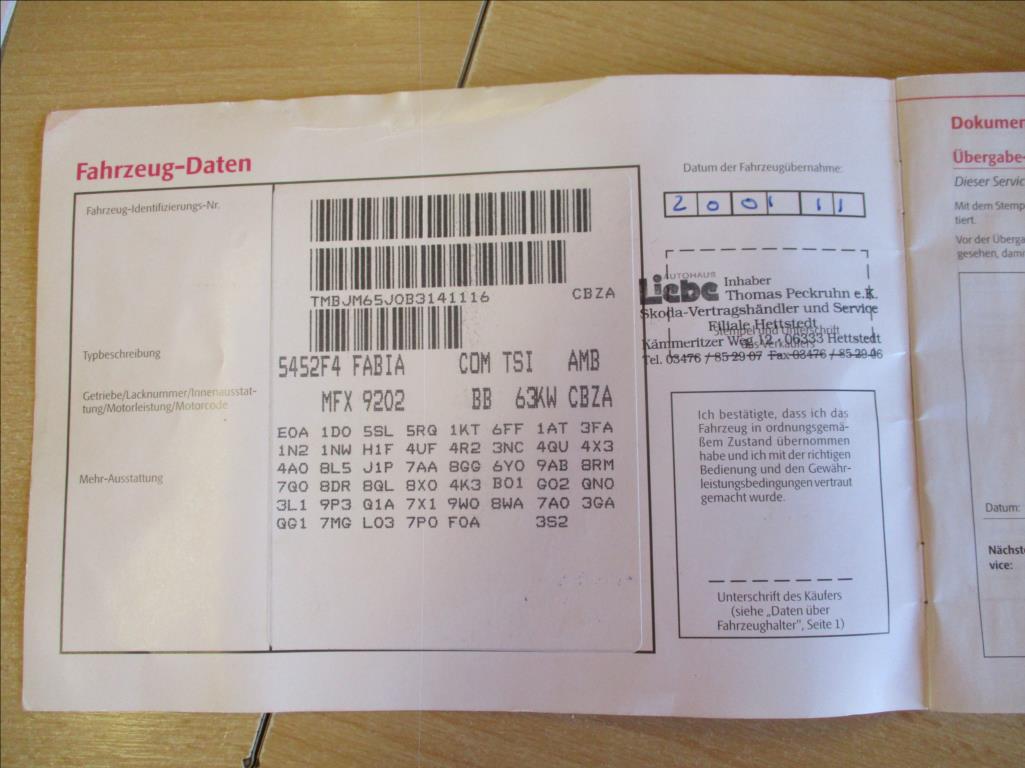 Fahrzeug-Daten
Fahrzeug-Identifizierungs-Nr.
TMBJM65J0B3141116 CBZA
Typbeschreibung
5452F4 FABIA COM TSI AMB
Getriebe/Lacknummer/Innenausstat-
tung/Motorleistung/Motorcode
MFX 9202 BB 63KW CBZA
Mehr-Ausstattung
E0A 1D0 5SL 5RQ 1KT 6FF 1AT 3FA
1N2 1NW H1F 4UF 4R2 3NC 4QU 4X3
4A0 8L5 J1P 7AA 8GG 6Y0 9AB 8RM
7Q0 8DR 8QL 8X0 4K3 B01 G02 QN0
3L1 9P3 Q1A 7X1 9W0 8WA 7A0 3GA
QG1 7MG L03 7P0 F0A 3S2
Datum der Fahrzeugübernahme:
2001 11
AUTOHAUS
Liebe Inhaber
Thomas Peckruhn e.K.
Skoda-Vertragshändler und Service
Filiale Hettstedt
Stempel und Unterschrift
des Verkäufers
Kämmeritzer Weg 12 · 06333 Hettstedt
Tel. 03476 / 85 29 07 Fax 03476 / 85 29 06
Ich bestätigte, dass ich das
Fahrzeug in ordnungsgemä-
ßem Zustand übernommen
habe und ich mit der richtigen
Bedienung und den Gewähr-
leistungsbedingungen vertraut
gemacht wurde.
Unterschrift des Käufers
(siehe „Daten über
Fahrzeughalter", Seite 1)
Dokumen
Übergabe-
Dieser Servic
Mit dem Stemp
tiert.
Vor der Überga
gesehen, dam
Datum:
Nächst
vice: